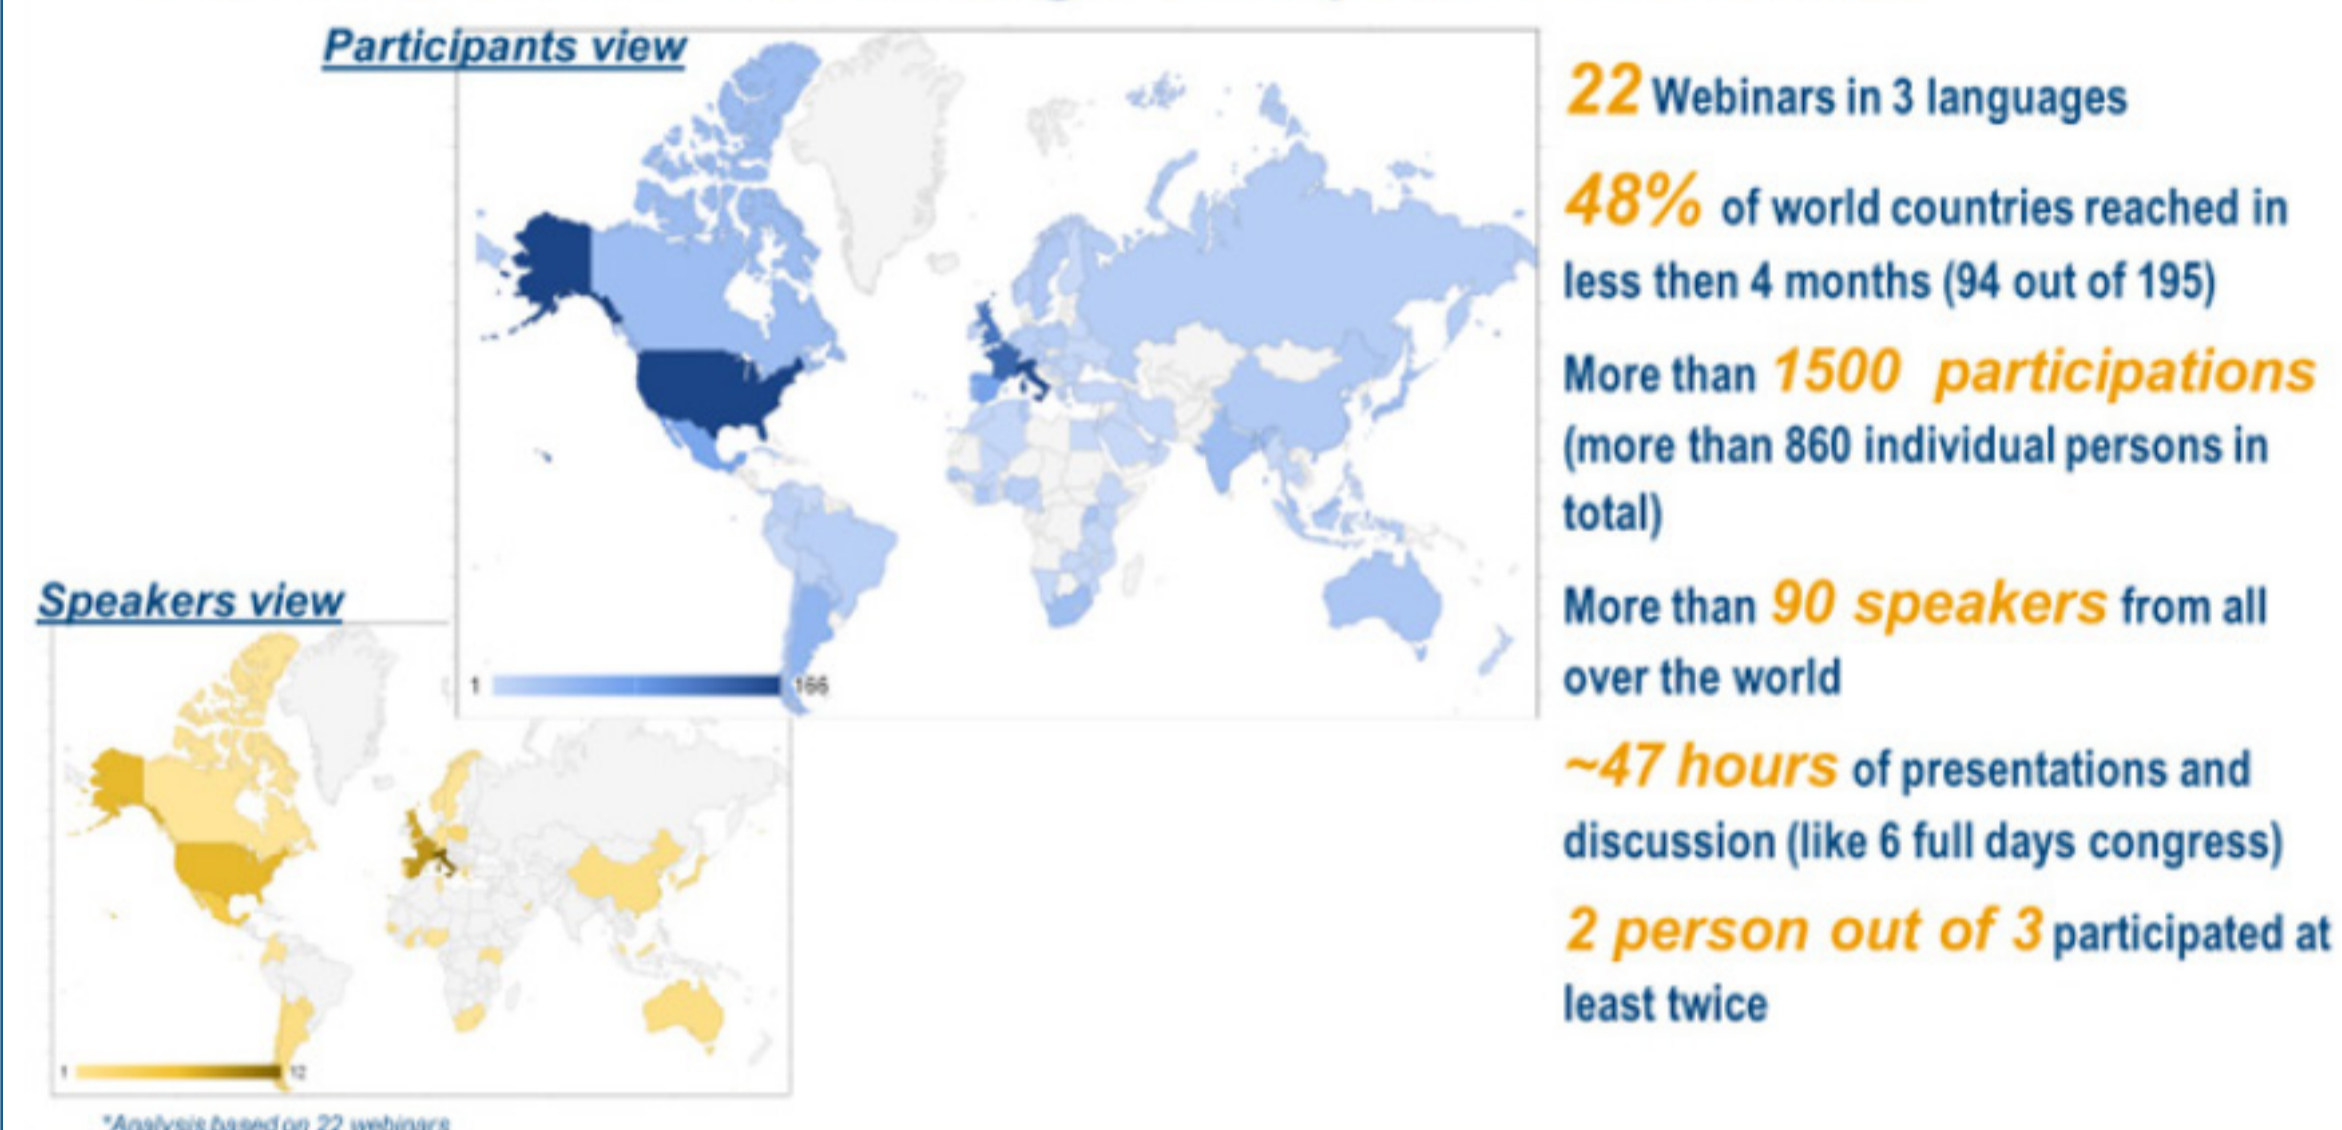 Participants view
1
166
Speakers view
1
12
*Analysis based on 22 webinars
22 Webinars in 3 languages
48% of world countries reached in
less then 4 months (94 out of 195)
More than 1500 participations
(more than 860 individual persons in
total)
More than 90 speakers from all
over the world
~47 hours of presentations and
discussion (like 6 full days congress)
2 person out of 3 participated at
least twice